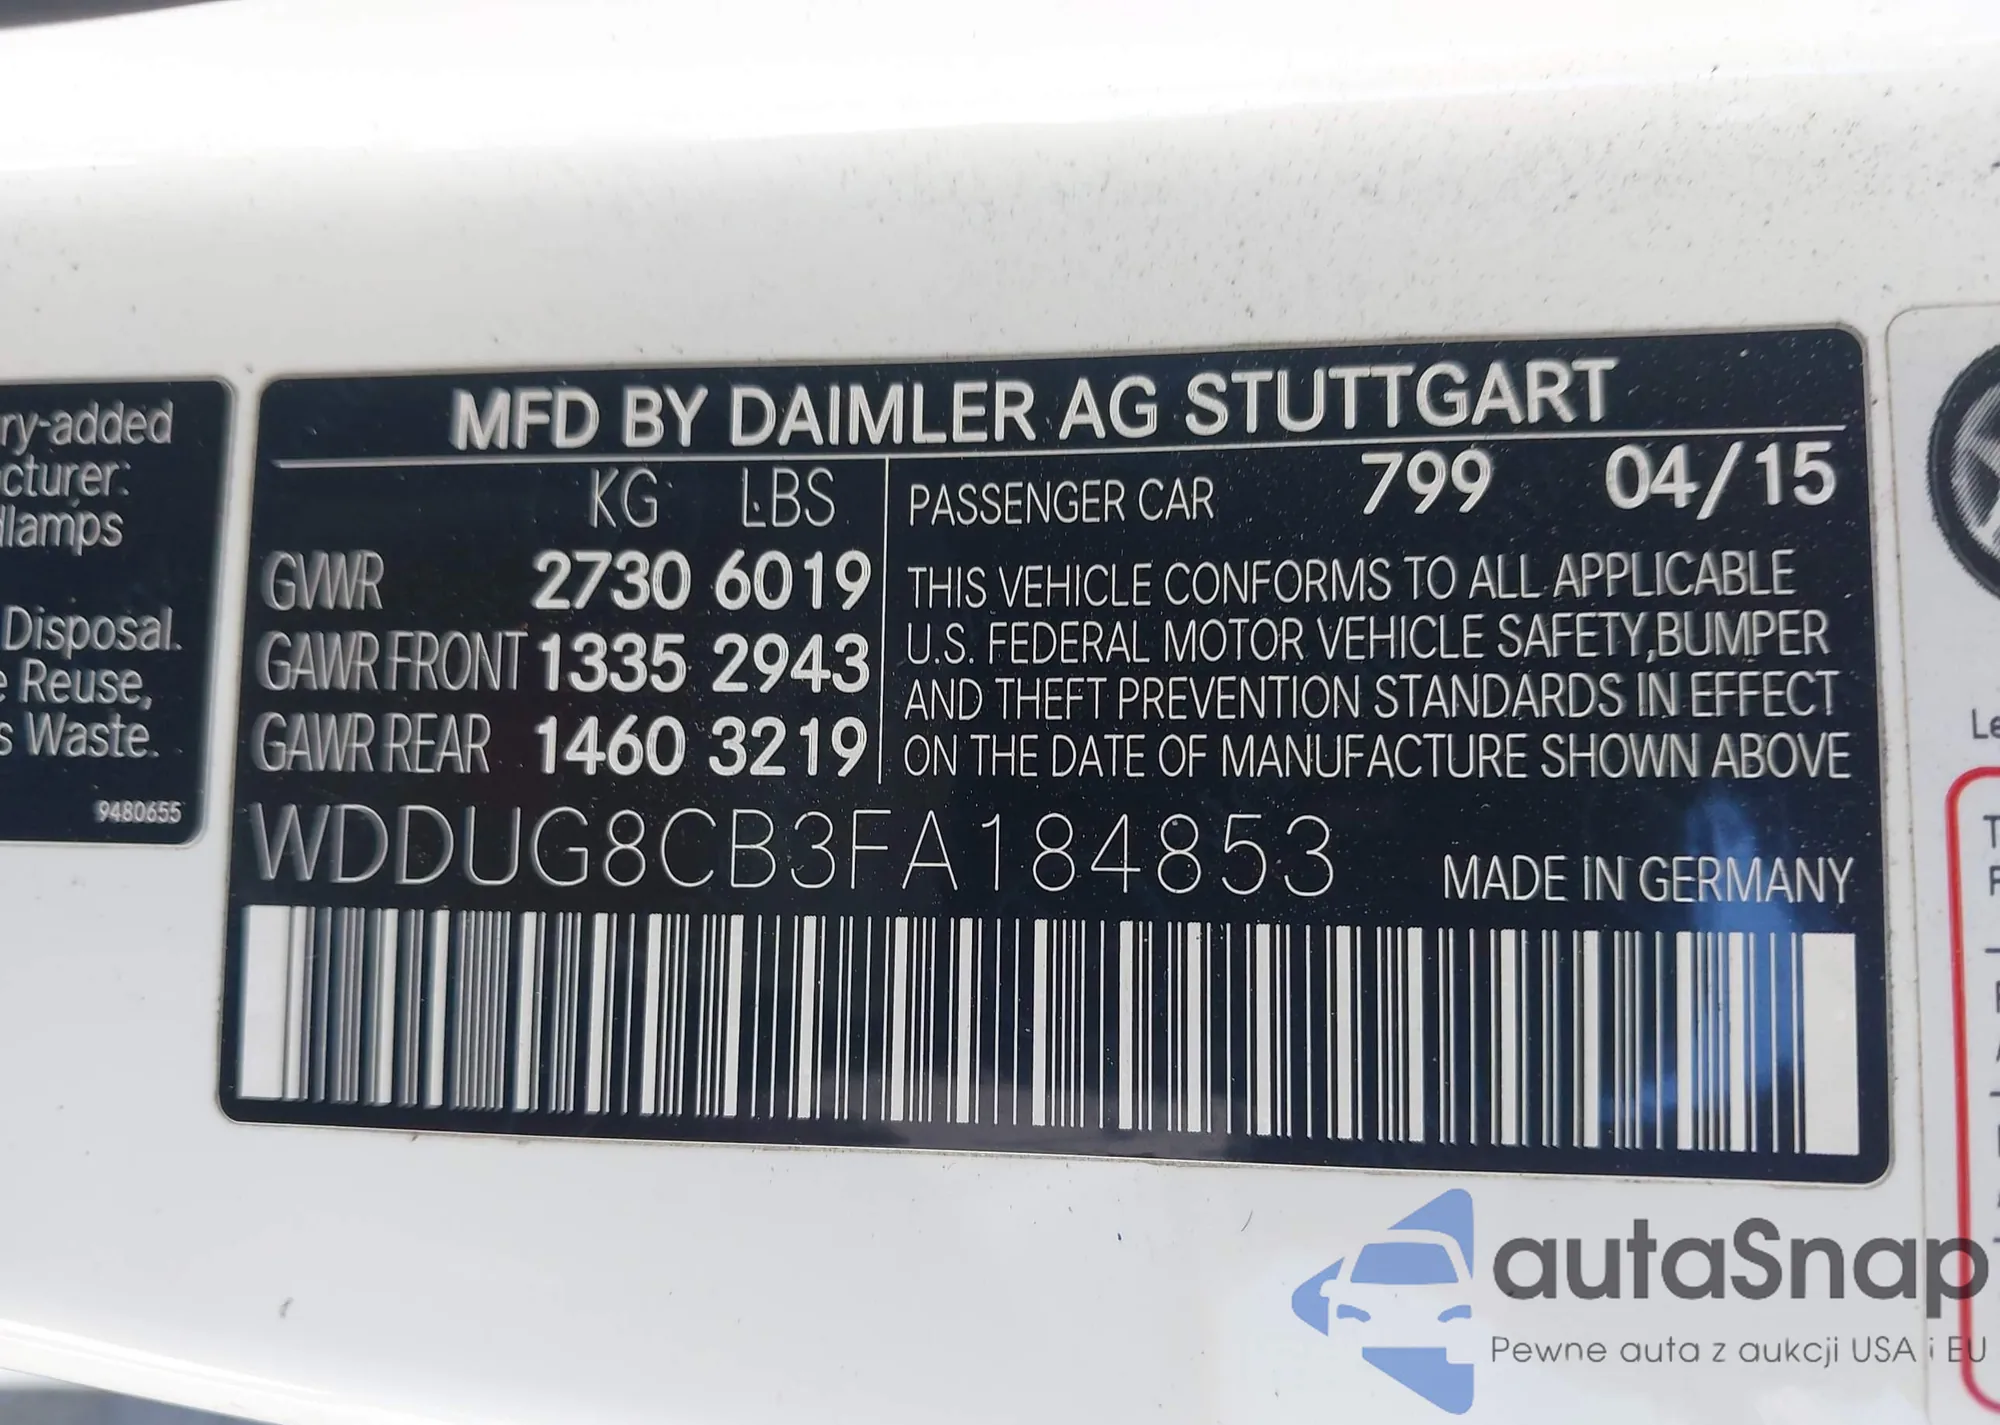 ry-added
cturer:
dlamps
Disposal.
e Reuse,
s Waste.
9480655
MFD BY DAIMLER AG STUTTGART
KG LBS
GVWR 2730 6019
GAWR FRONT 1335 2943
GAWR REAR 1460 3219
PASSENGER CAR 799 04/15
THIS VEHICLE CONFORMS TO ALL APPLICABLE
U.S. FEDERAL MOTOR VEHICLE SAFETY,BUMPER
AND THEFT PREVENTION STANDARDS IN EFFECT
ON THE DATE OF MANUFACTURE SHOWN ABOVE
WDDUG8CB3FA184853
MADE IN GERMANY
Le
autaSnap
Pewne auta z aukcji USA i EU